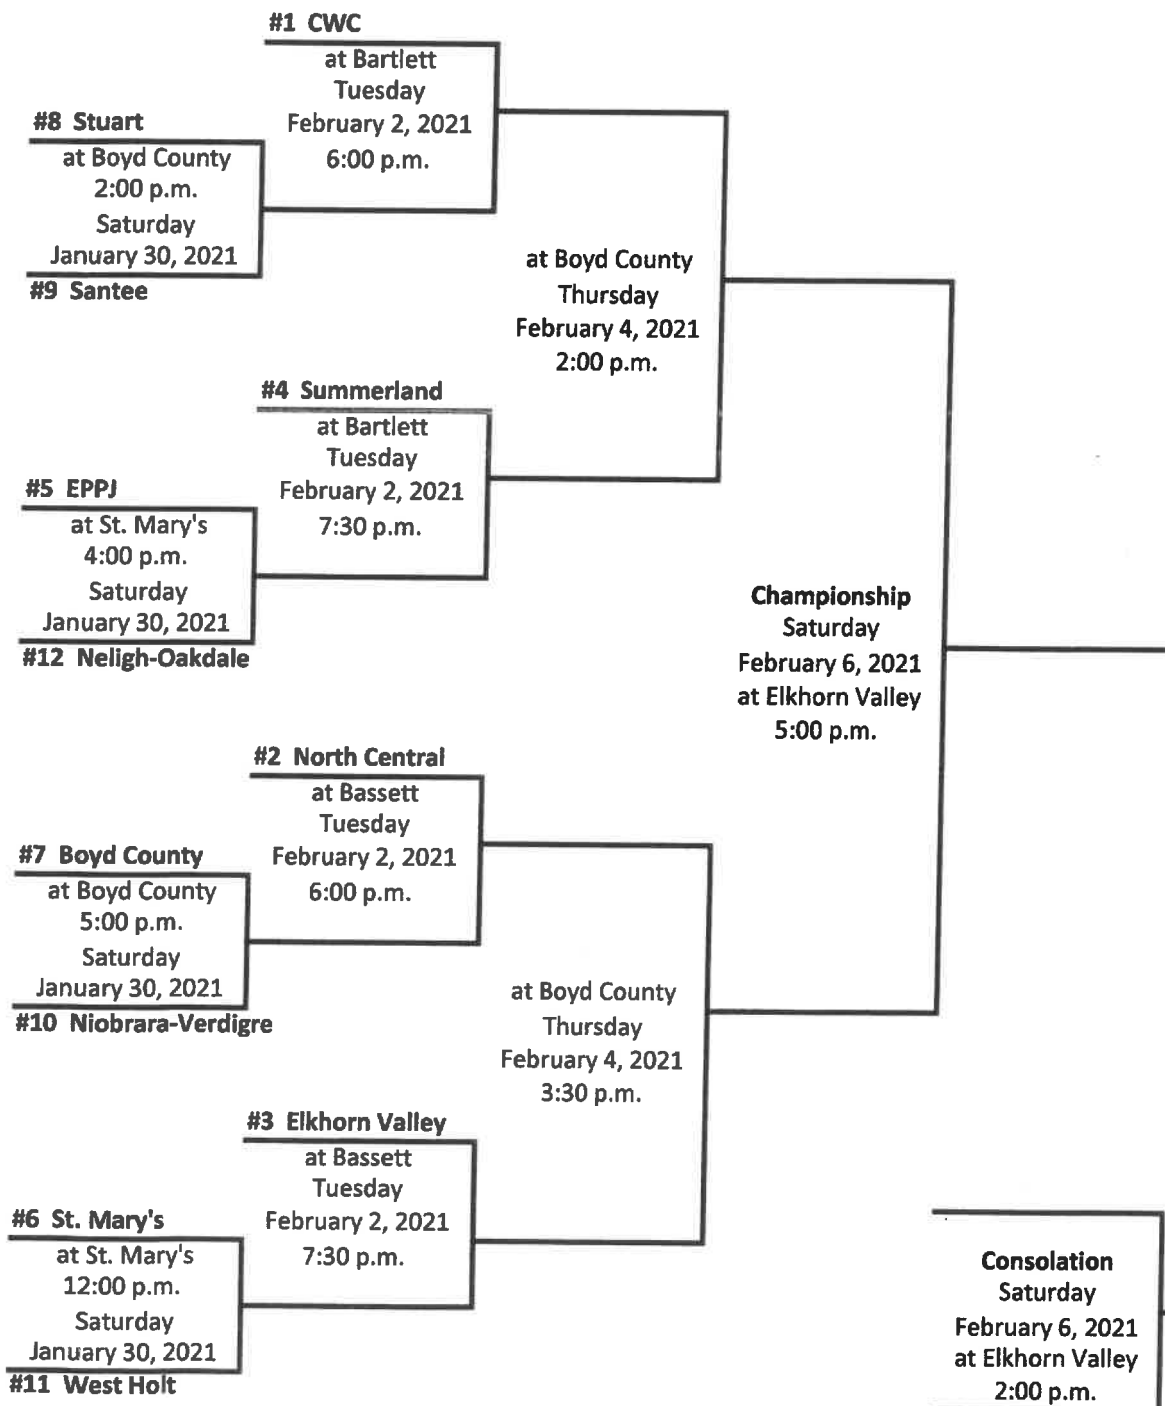 #1 CWC
at Bartlett
Tuesday
February 2, 2021
6:00 p.m.
#8 Stuart
at Boyd County
2:00 p.m.
Saturday
January 30, 2021
#9 Santee
at Boyd County
Thursday
February 4, 2021
2:00 p.m.
#4 Summerland
at Bartlett
Tuesday
February 2, 2021
7:30 p.m.
#5 EPPJ
at St. Mary's
4:00 p.m.
Saturday
January 30, 2021
#12 Neligh-Oakdale
Championship
Saturday
February 6, 2021
at Elkhorn Valley
5:00 p.m.
#2 North Central
at Bassett
Tuesday
February 2, 2021
6:00 p.m.
#7 Boyd County
at Boyd County
5:00 p.m.
Saturday
January 30, 2021
#10 Niobrara-Verdigre
at Boyd County
Thursday
February 4, 2021
3:30 p.m.
#3 Elkhorn Valley
at Bassett
Tuesday
February 2, 2021
7:30 p.m.
#6 St. Mary's
at St. Mary's
12:00 p.m.
Saturday
January 30, 2021
#11 West Holt
Consolation
Saturday
February 6, 2021
at Elkhorn Valley
2:00 p.m.